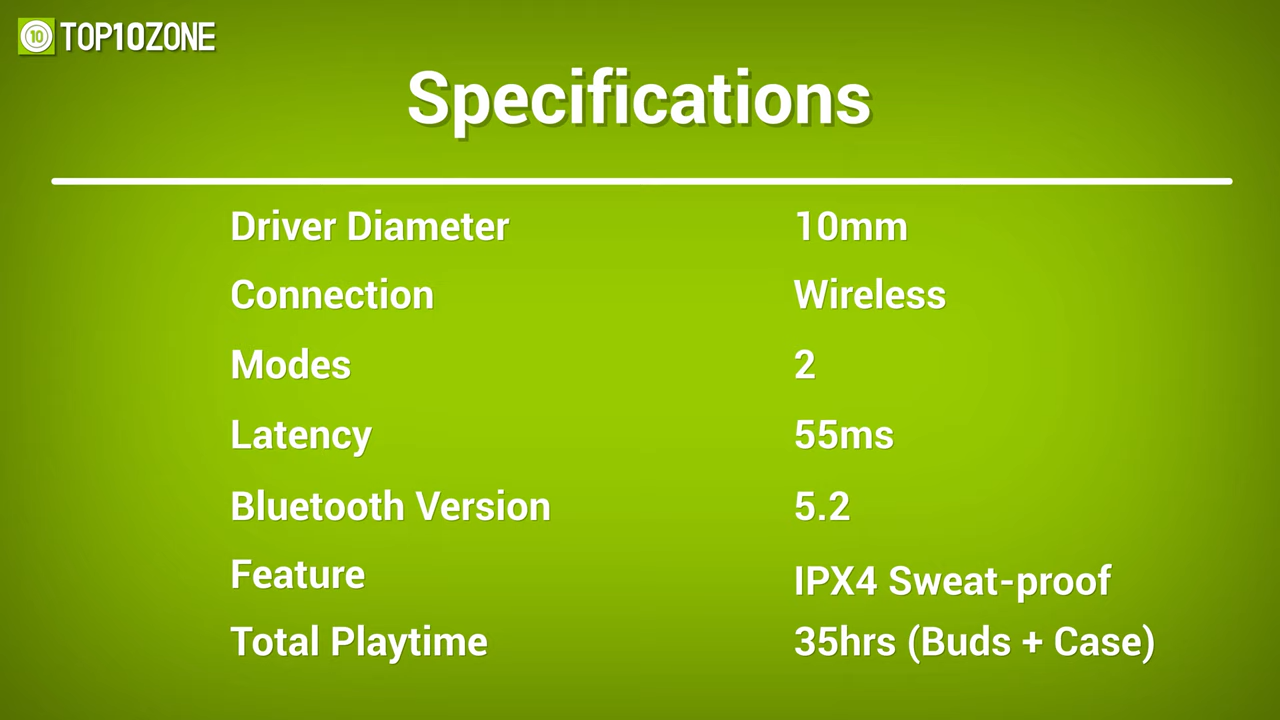 10 TOP10ZONE
Specifications
Driver Diameter 10mm
Connection Wireless
Modes 2
Latency 55ms
Bluetooth Version 5.2
Feature IPX4 Sweat-proof
Total Playtime 35hrs (Buds + Case)